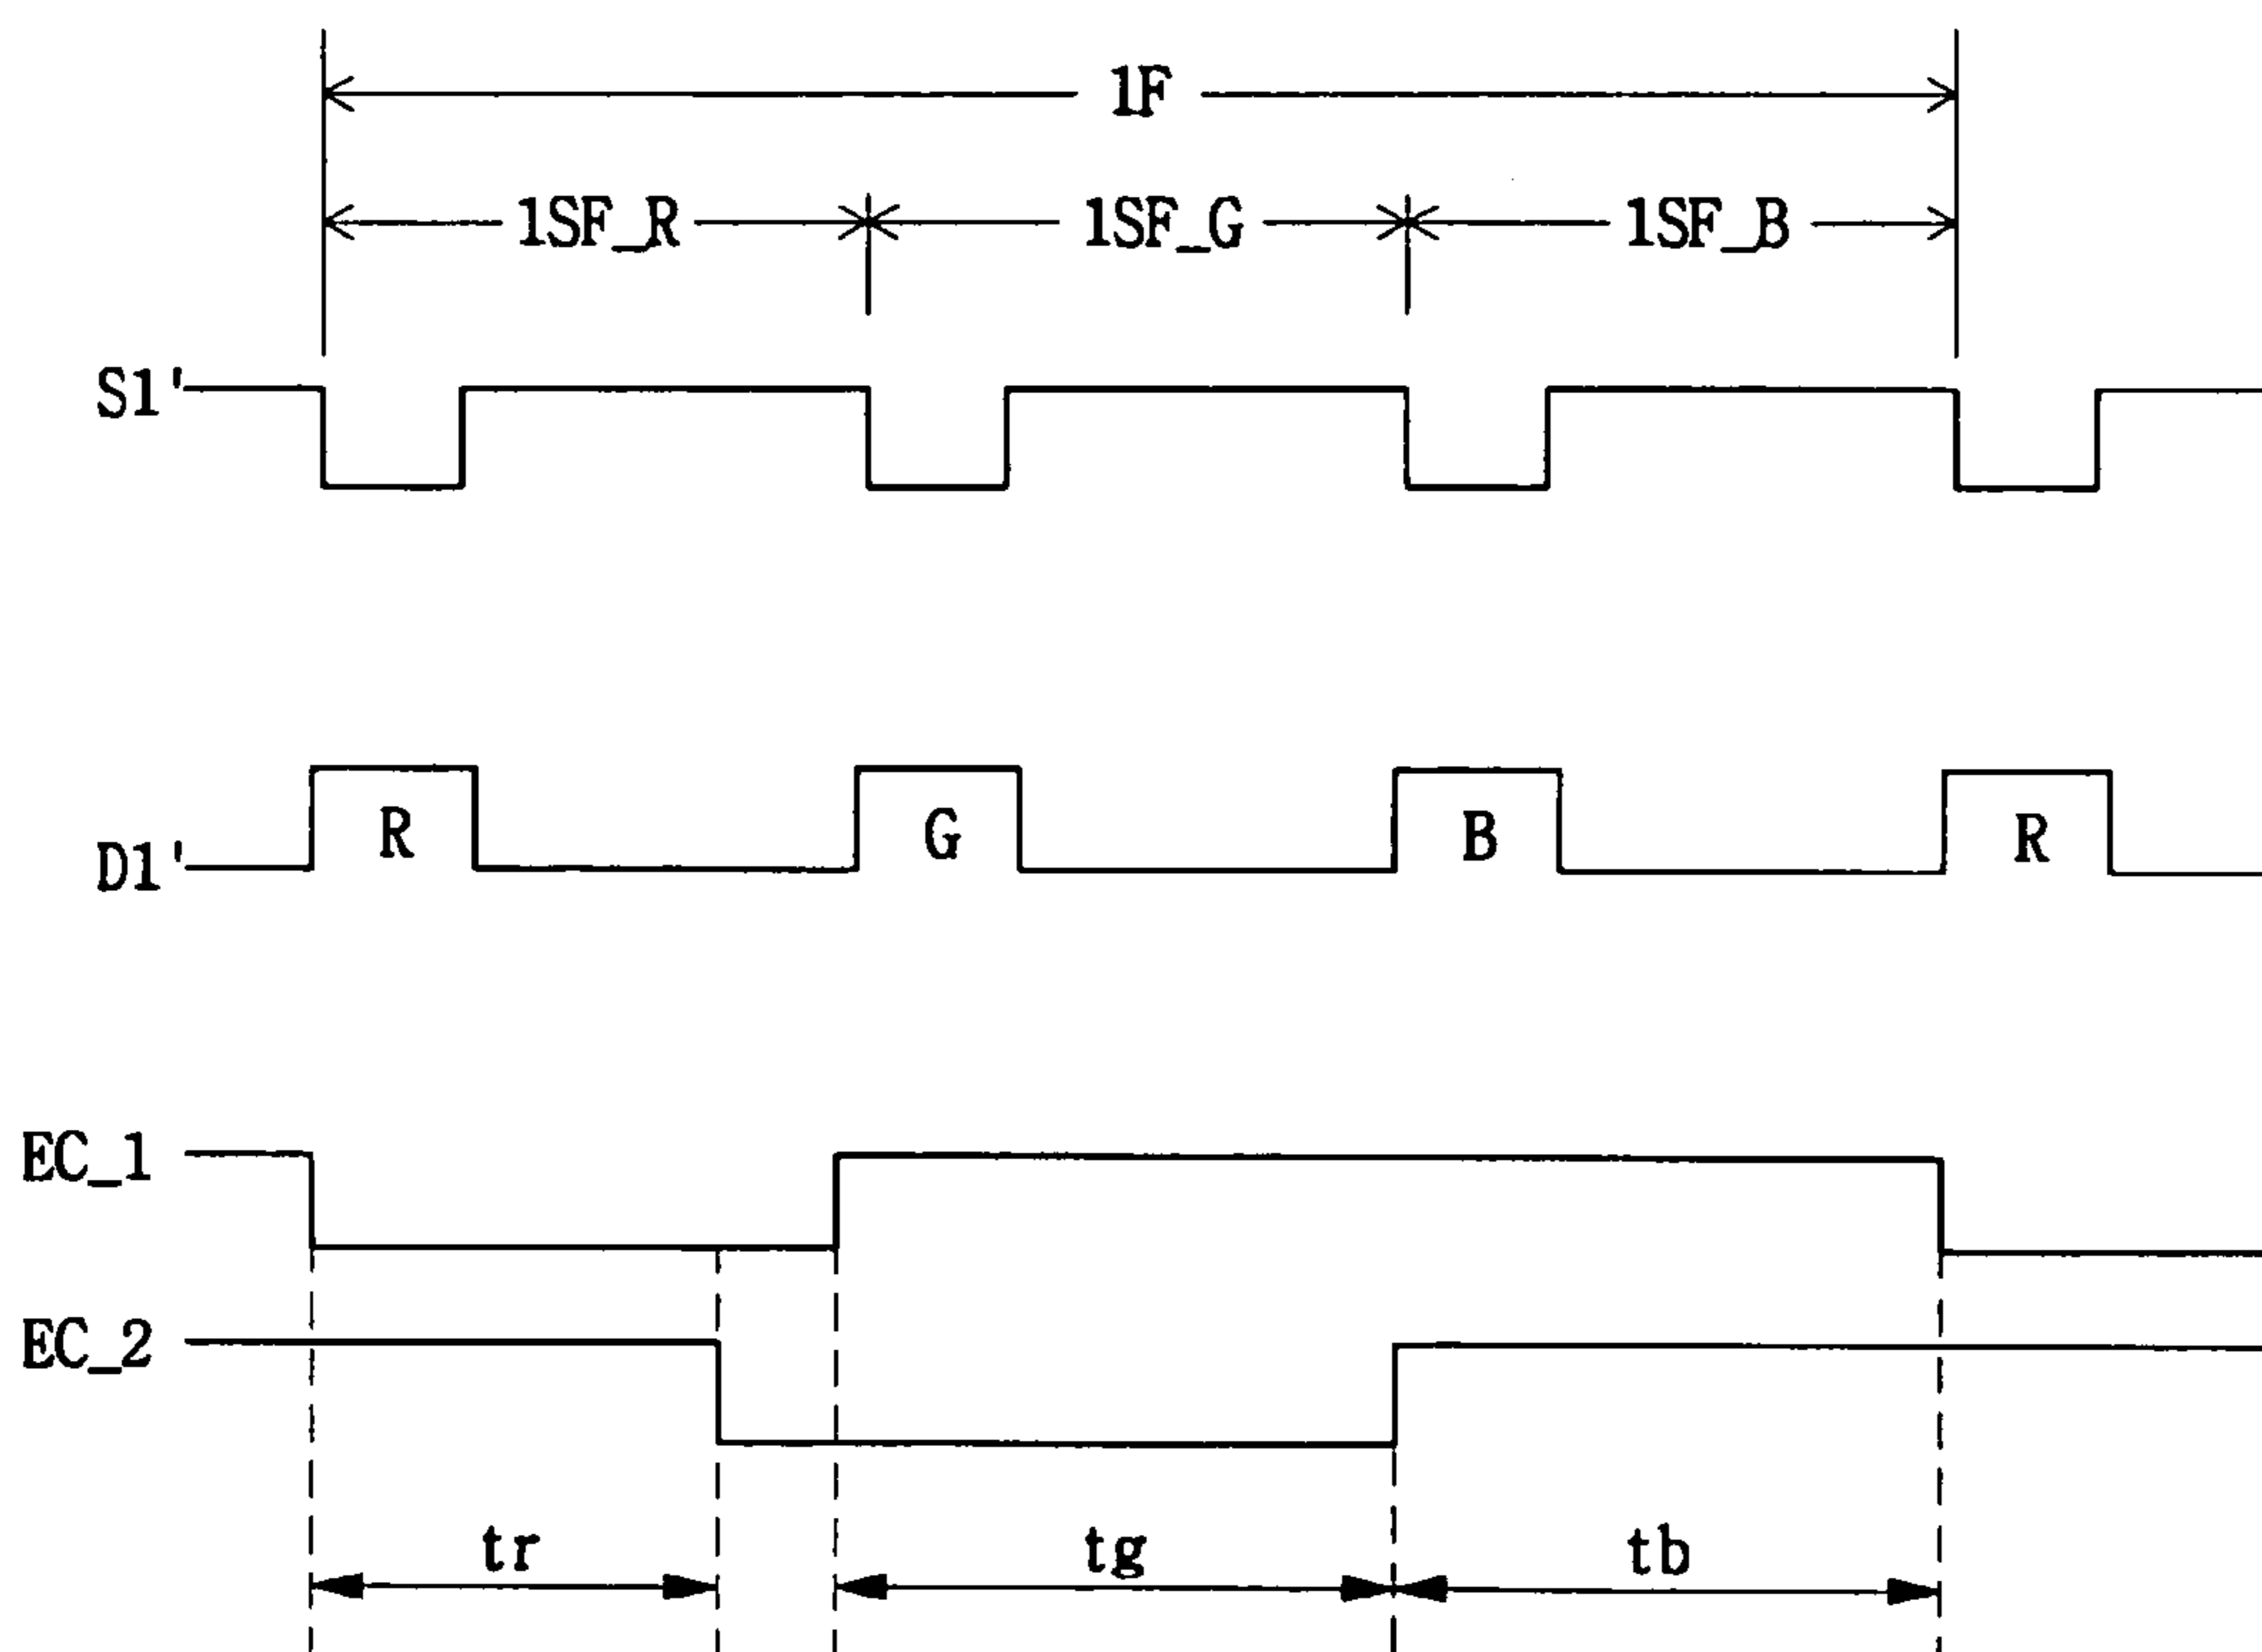 1F
1SF_R 1SF_G 1SF_B
S1'
D1' R G B R
EC_1
EC_2
tr tg tb